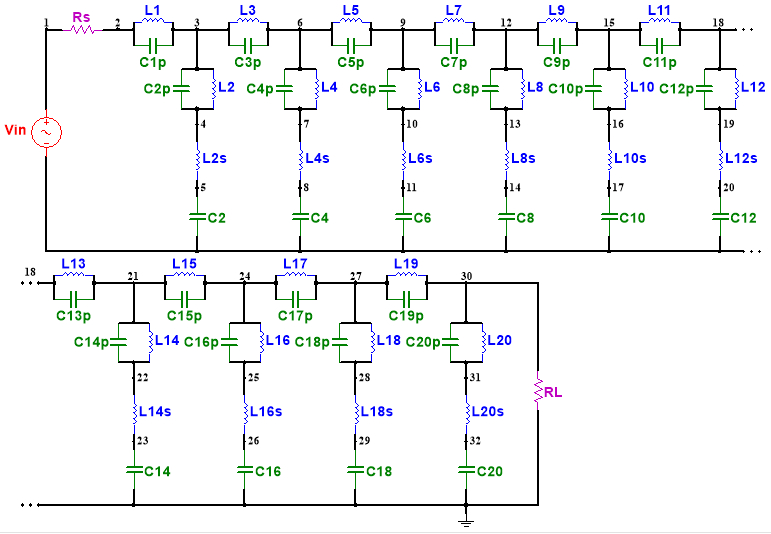 L1 L3 L5 L7 L9 L11
1 Rs 2 3 6 9 12 15 18
C1p C3p C5p C7p C9p C11p
C2p L2 C4p L4 C6p L6 C8p L8 C10p L10 C12p L12
4 7 10 13 16 19
Vin
L2s L4s L6s L8s L10s L12s
5 8 11 14 17 20
C2 C4 C6 C8 C10 C12
L13 L15 L17 L19
18 21 24 27 30
C13p C15p C17p C19p
C14p L14 C16p L16 C18p L18 C20p L20
22 25 28 31
RL
L14s L16s L18s L20s
23 26 29 32
C14 C16 C18 C20